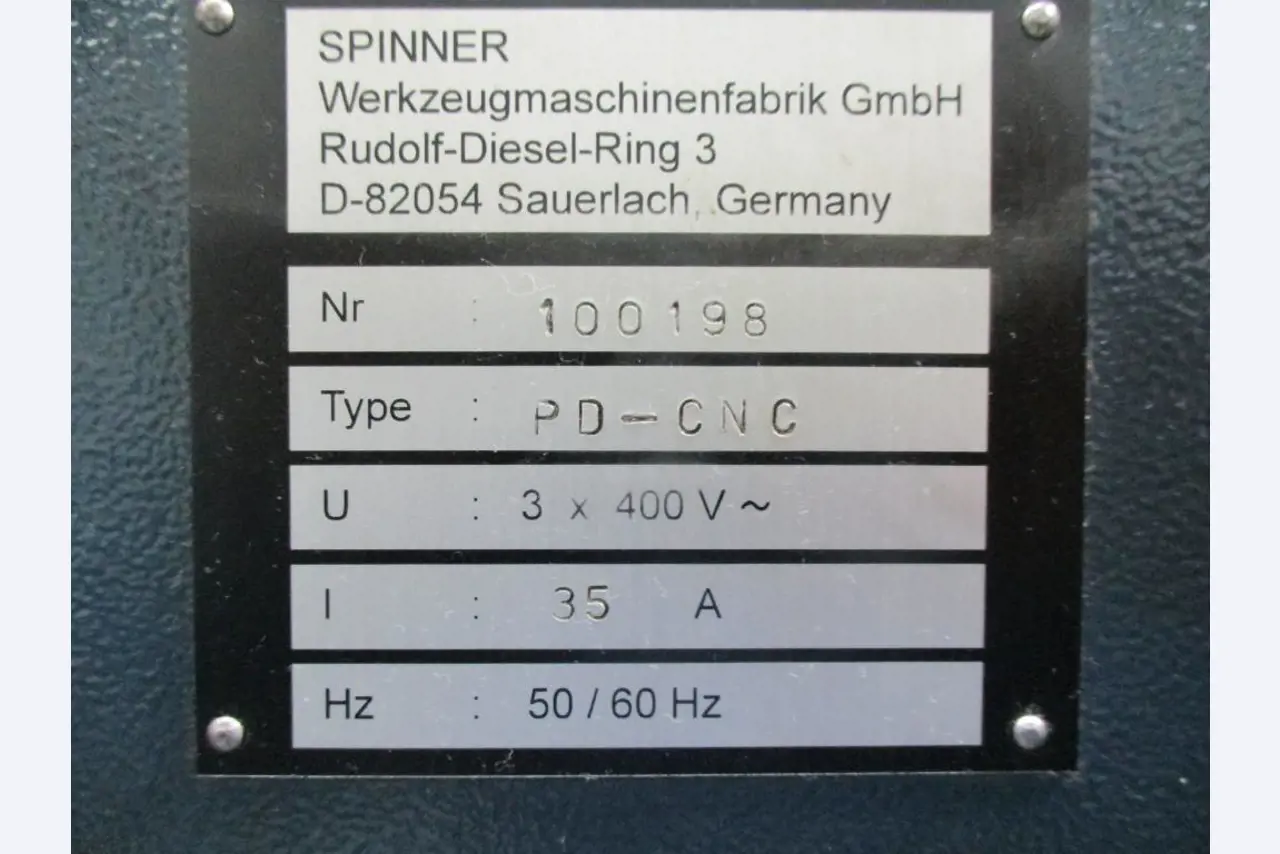 SPINNER
Werkzeugmaschinenfabrik GmbH
Rudolf-Diesel-Ring 3
D-82054 Sauerlach, Germany
Nr : 100198
Type : PD-CNC
U : 3 x 400 V ~
I : 35 A
Hz : 50 / 60 Hz